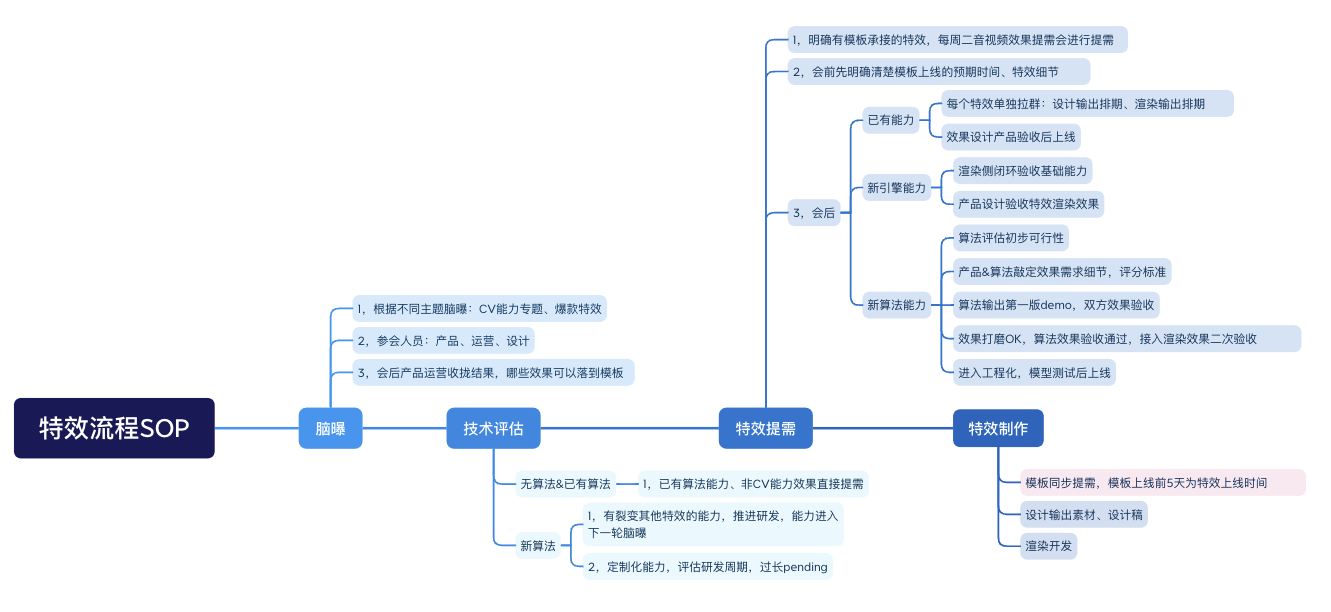 特效流程SOP
脑曝
1，根据不同主题脑曝：CV能力专题、爆款特效
2，参会人员：产品、运营、设计
3，会后产品运营收拢结果，哪些效果可以落到模板
技术评估
无算法&已有算法
1，已有算法能力、非CV能力效果直接提需
新算法
1，有裂变其他特效的能力，推进研发，能力进入
下一轮脑曝
2，定制化能力，评估研发周期，过长pending
特效提需
1，明确有模板承接的特效，每周二音视频效果提需会进行提需
2，会前先明确清楚模板上线的预期时间、特效细节
3，会后
已有能力
每个特效单独拉群：设计输出排期、渲染输出排期
效果设计产品验收后上线
新引擎能力
渲染侧闭环验收基础能力
产品设计验收特效渲染效果
新算法能力
算法评估初步可行性
产品&算法敲定效果需求细节，评分标准
算法输出第一版demo，双方效果验收
效果打磨OK，算法效果验收通过，接入渲染效果二次验收
进入工程化，模型测试后上线
特效制作
模板同步提需，模板上线前5天为特效上线时间
设计输出素材、设计稿
渲染开发